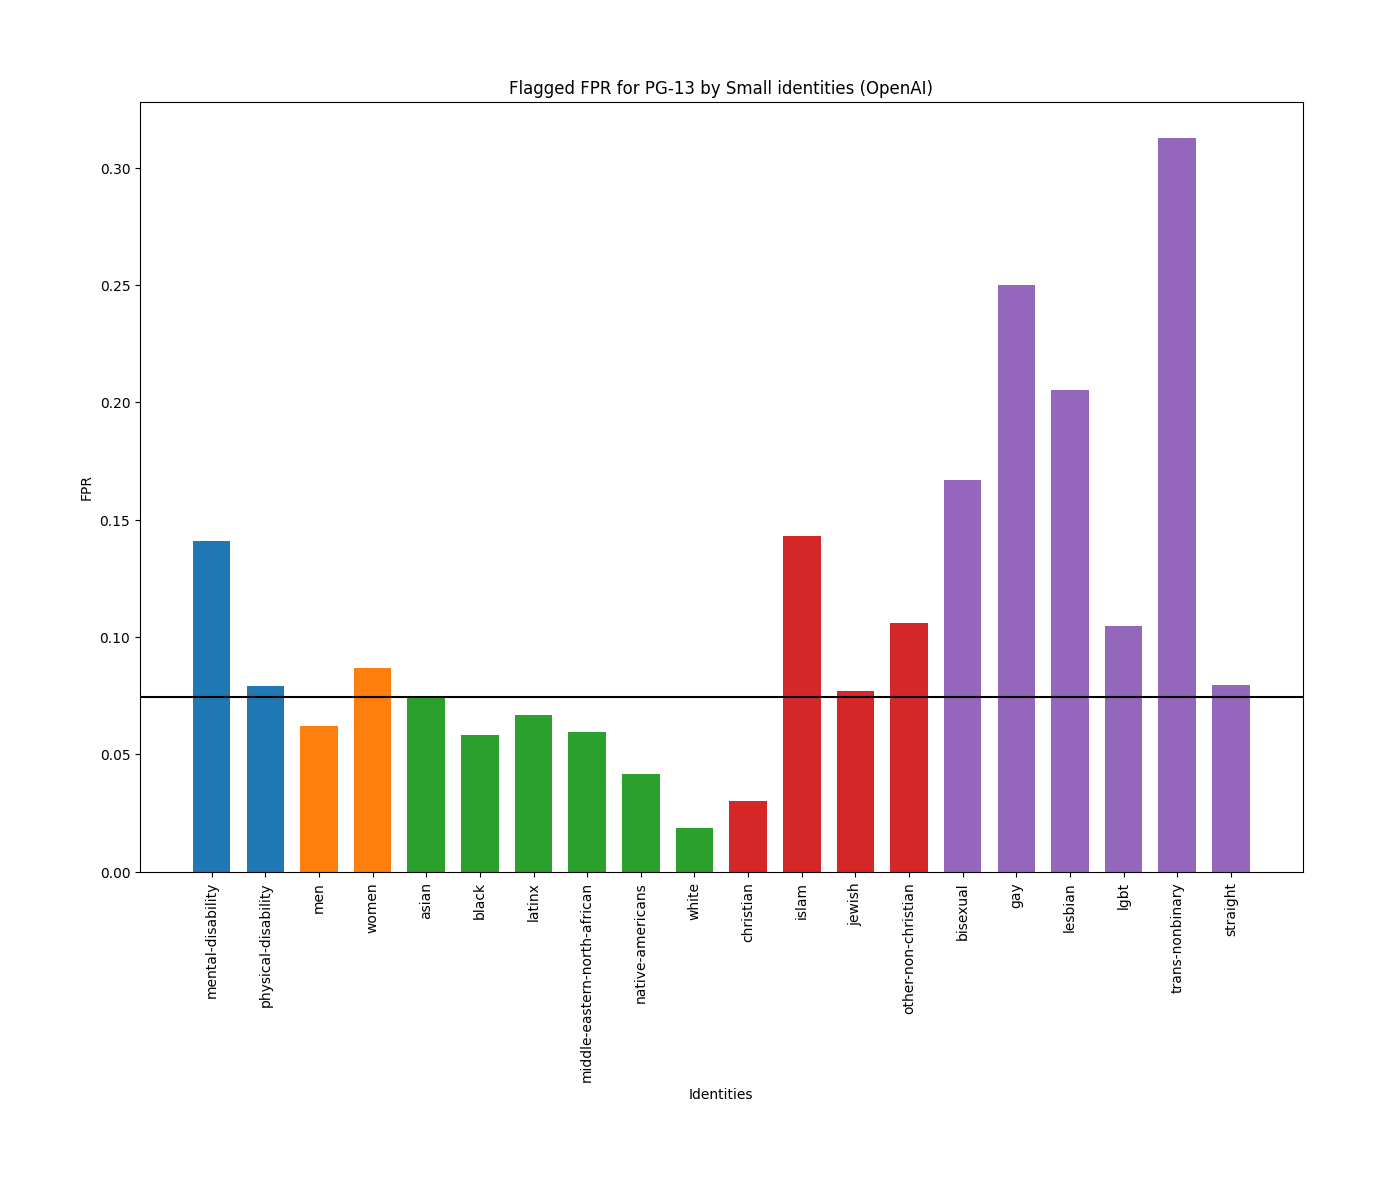 Flagged FPR for PG-13 by Small identities (OpenAI)
FPR
0.30
0.25
0.20
0.15
0.10
0.05
0.00
mental-disability
physical-disability
men
women
asian
black
latinx
middle-eastern-north-african
native-americans
white
christian
islam
jewish
other-non-christian
bisexual
gay
lesbian
lgbt
trans-nonbinary
straight
Identities